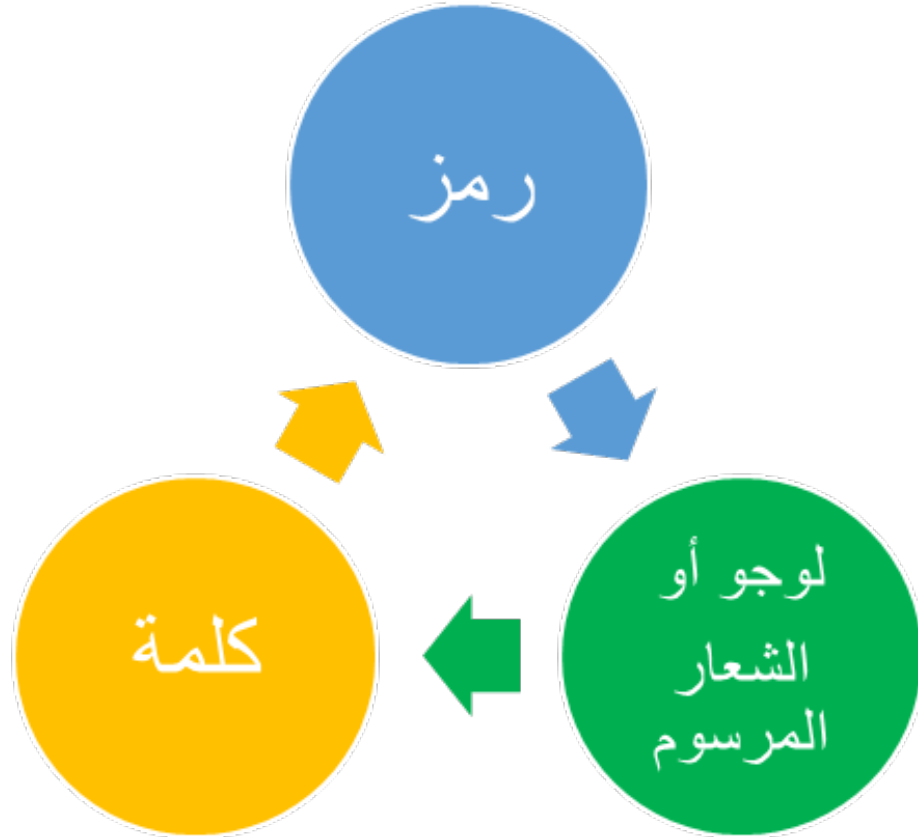 رمز
لوجو أو
الشعار
المرسوم
كلمة